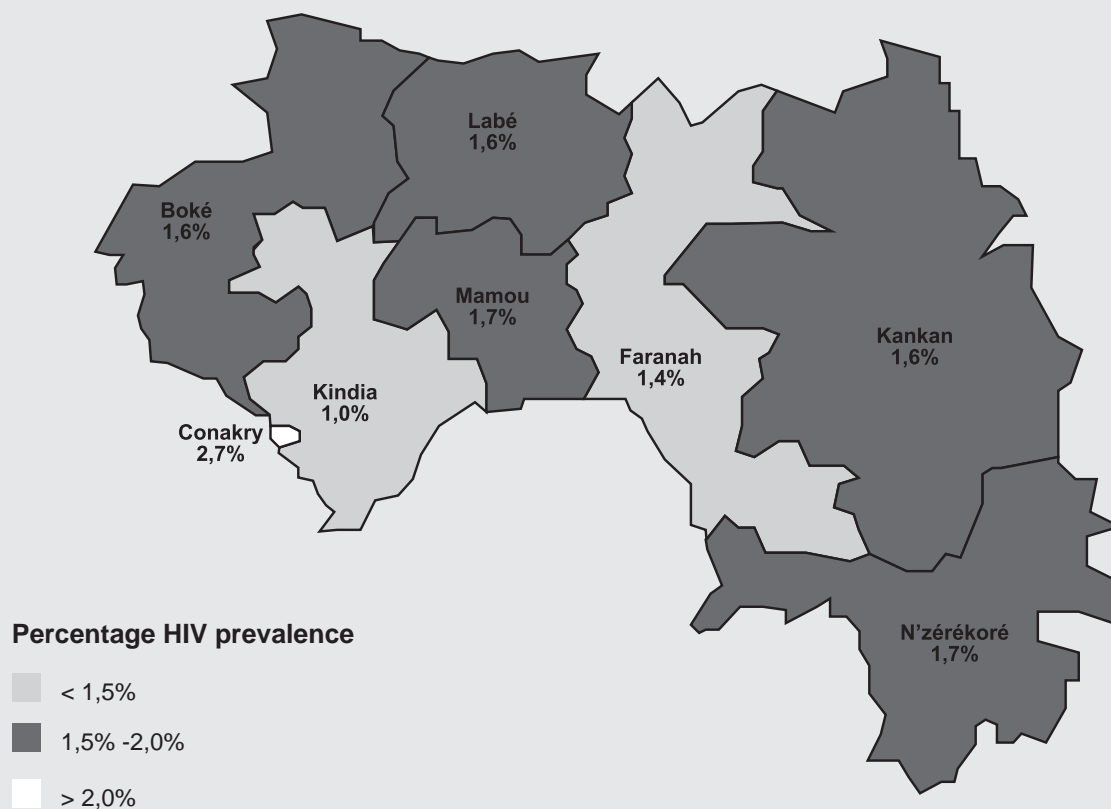 Labé
1,6%
Boké
1,6%
Mamou
1,7%
Kankan
1,6%
Faranah
1,4%
Kindia
1,0%
Conakry
2,7%
N’zérékoré
1,7%
Percentage HIV prevalence
< 1,5%
1,5% -2,0%
> 2,0%